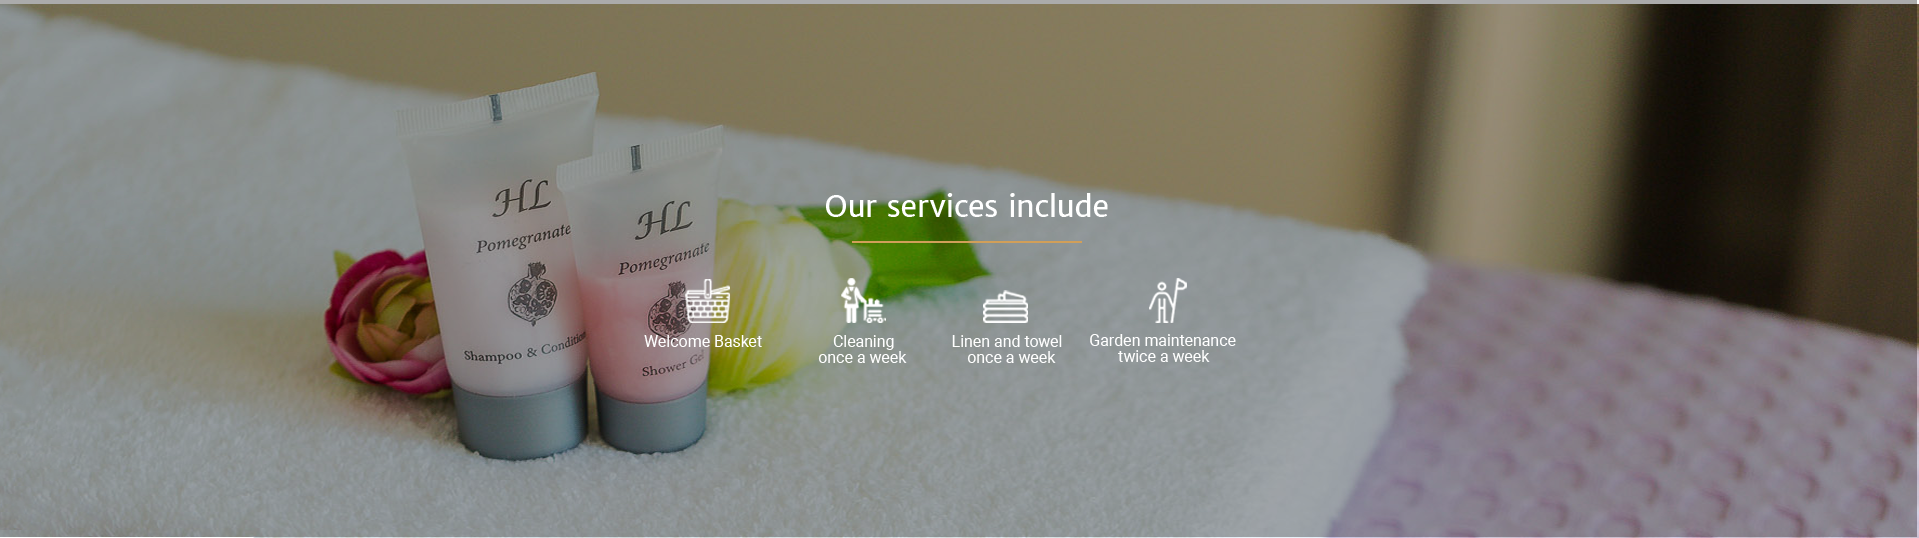 HL
Pomegranate
Shampoo & Condition
HL
Pomegranate
Shower Gel
Our services include
Welcome Basket
Cleaning
once a week
Linen and towel
once a week
Garden maintenance
twice a week